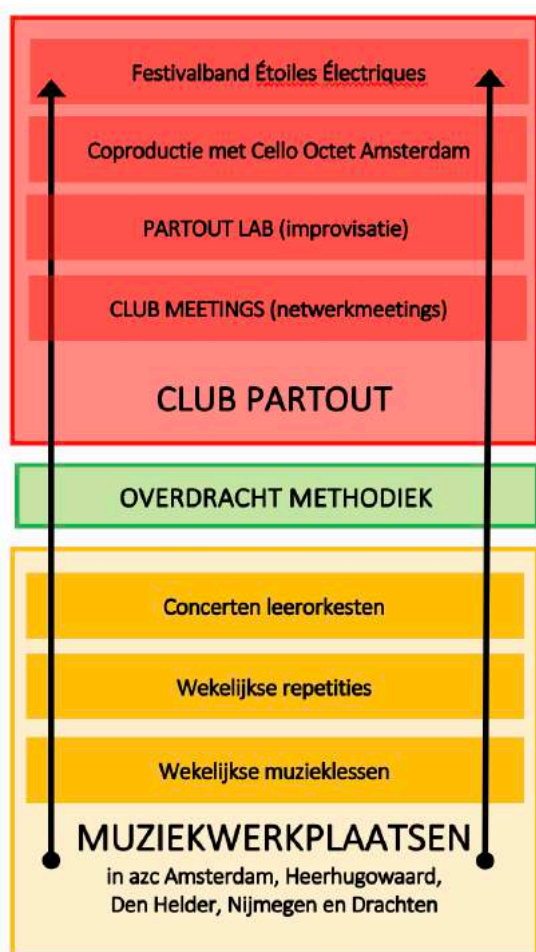 Festivalband Étoiles Électriques
Coproductie met Cello Octet Amsterdam
PARTOUT LAB (improvisatie)
CLUB MEETINGS (netwerkmeetings)
CLUB PARTOUT
OVERDRACHT METHODIEK
Concerten leerorkesten
Wekelijkse repetities
Wekelijkse muzieklessen
MUZIEKWERKPLAATSEN
in azc Amsterdam, Heerhugowaard,
Den Helder, Nijmegen en Drachten